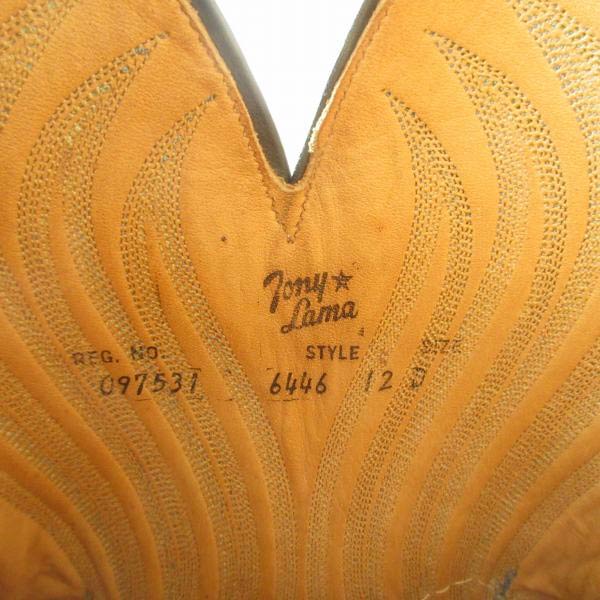 Tony
Lama
REG. NO. STYLE SIZE
097531 6446 12 D